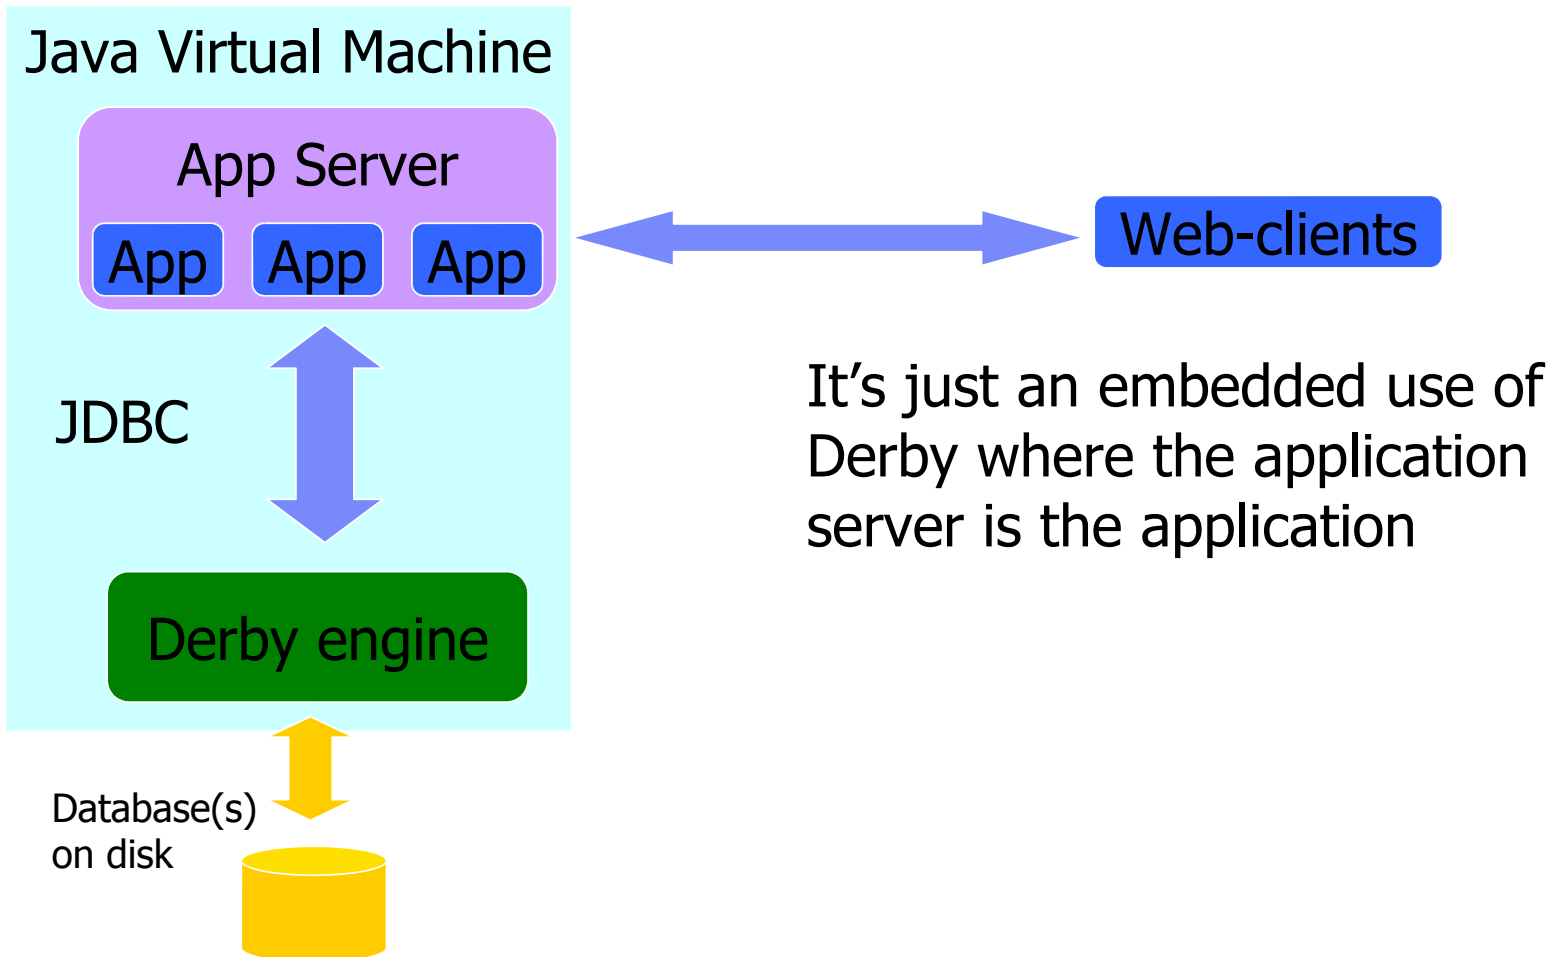 Java Virtual Machine
App Server
App App App
Web-clients
JDBC
It’s just an embedded use of
Derby where the application
server is the application
Derby engine
Database(s)
on disk